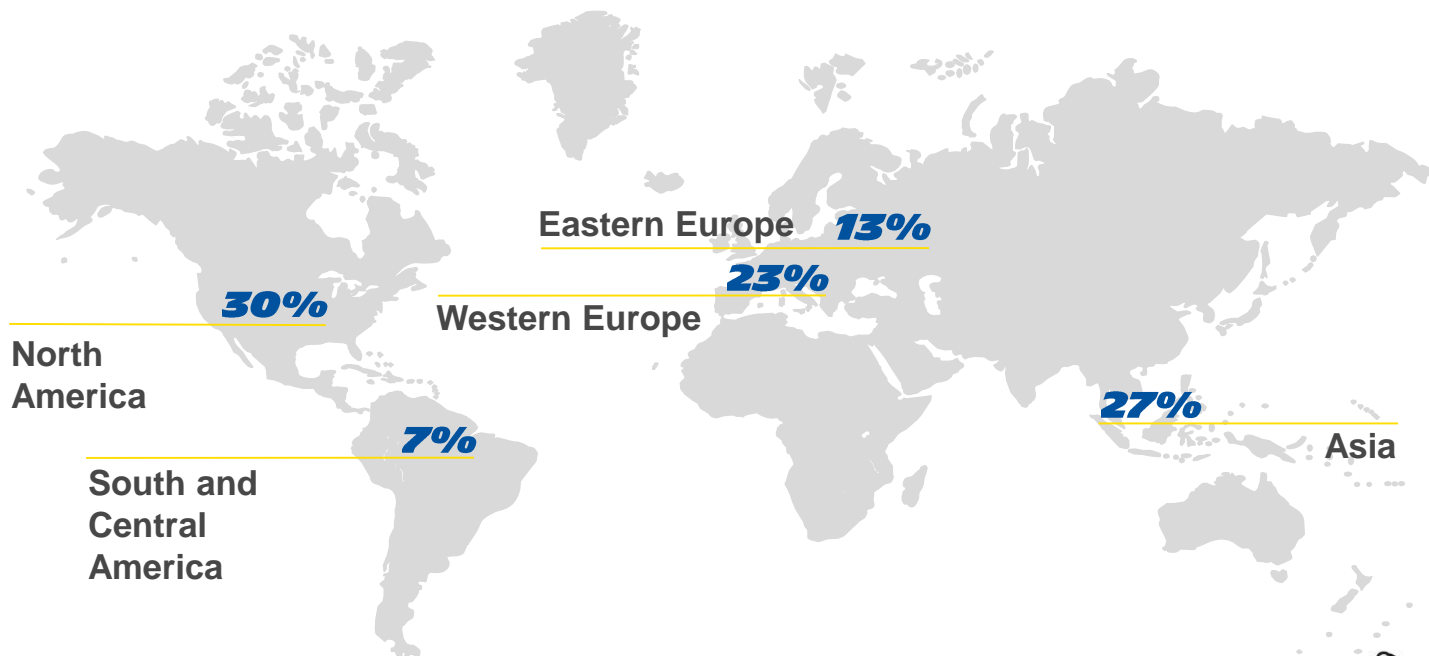 Eastern Europe 13%
23%
Western Europe
30%
North
America
27%
Asia
7%
South and
Central
America